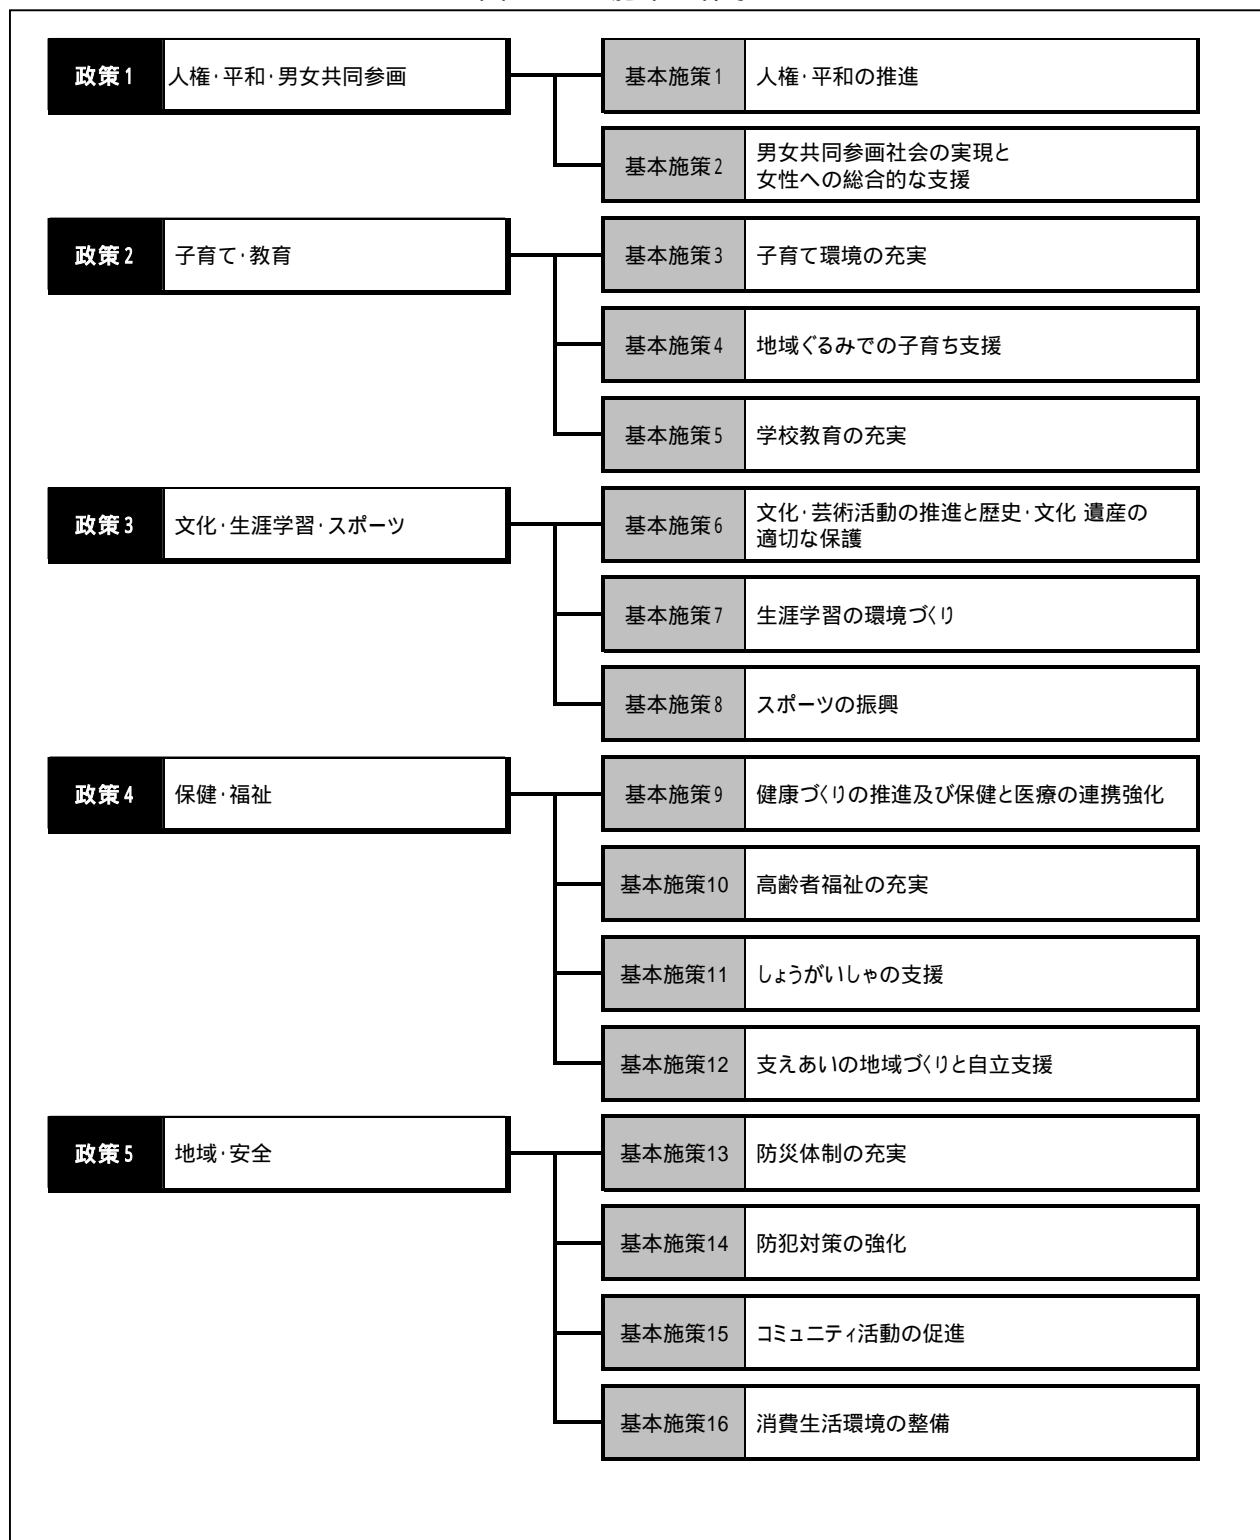 政策1 人権・平和・男女共同参画 基本施策1 人権・平和の推進
基本施策2 男女共同参画社会の実現と
女性への総合的な支援
政策2 子育て・教育 基本施策3 子育て環境の充実
基本施策4 地域ぐるみでの子育ち支援
基本施策5 学校教育の充実
政策3 文化・生涯学習・スポーツ 基本施策6 文化・芸術活動の推進と歴史・文化 遺産の
適切な保護
基本施策7 生涯学習の環境づくり
基本施策8 スポーツの振興
政策4 保健・福祉 基本施策9 健康づくりの推進及び保健と医療の連携強化
基本施策10 高齢者福祉の充実
基本施策11 しょうがいしゃの支援
基本施策12 支えあいの地域づくりと自立支援
政策5 地域・安全 基本施策13 防災体制の充実
基本施策14 防犯対策の強化
基本施策15 コミュニティ活動の促進
基本施策16 消費生活環境の整備